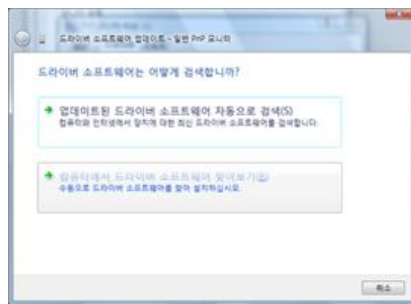 드라이버 소프트웨어 업데이트 - 일반 PnP 모니터
드라이버 소프트웨어는 어떻게 검색합니까?
업데이트된 드라이버 소프트웨어 자동으로 검색(S)
컴퓨터와 인터넷에서 장치에 대한 최신 드라이버 소프트웨어를 검색합니다.
컴퓨터에서 드라이버 소프트웨어 찾아보기(R)
수동으로 드라이버 소프트웨어를 찾아 설치하십시오.
취소